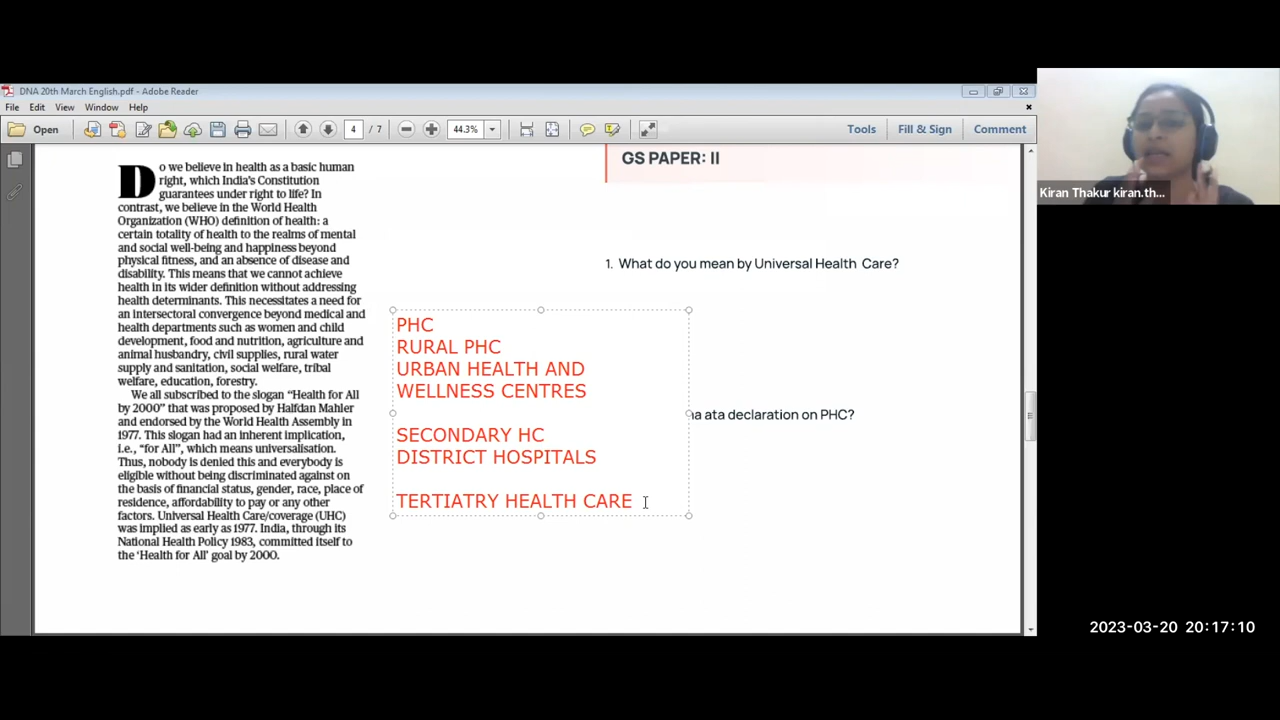 DNA 20th March English.pdf - Adobe Reader
File Edit View Window Help
Open
4 / 7
44.3%
Tools
Fill & Sign
Comment
Kiran Thakur kiran.th...
Do we believe in health as a basic human
right, which India's Constitution
guarantees under right to life? In
contrast, we believe in the World Health
Organization (WHO) definition of health: a
certain totality of health to the realms of mental
and social well-being and happiness beyond
physical fitness, and an absence of disease and
disability. This means that we cannot achieve
health in its wider definition without addressing
health determinants. This necessitates a need for
an intersectoral convergence beyond medical and
health departments such as women and child
development, food and nutrition, agriculture and
animal husbandry, civil supplies, rural water
supply and sanitation, social welfare, tribal
welfare, education, forestry.
We all subscribed to the slogan "Health for All
by 2000" that was proposed by Halfdan Mahler
and endorsed by the World Health Assembly in
1977. This slogan had an inherent implication,
i.e., "for All", which means universalisation.
Thus, nobody is denied this and everybody is
eligible without being discriminated against on
the basis of financial status, gender, race, place of
residence, affordability to pay or any other
factors. Universal Health Care/coverage (UHC)
was implied as early as 1977. India, through its
National Health Policy 1983, committed itself to
the 'Health for All' goal by 2000.
GS PAPER: II
1. What do you mean by Universal Health Care?
PHC
RURAL PHC
URBAN HEALTH AND
WELLNESS CENTRES
SECONDARY HC
DISTRICT HOSPITALS
TERTIATRY HEALTH CARE
ata declaration on PHC?
2023-03-20 20:17:10